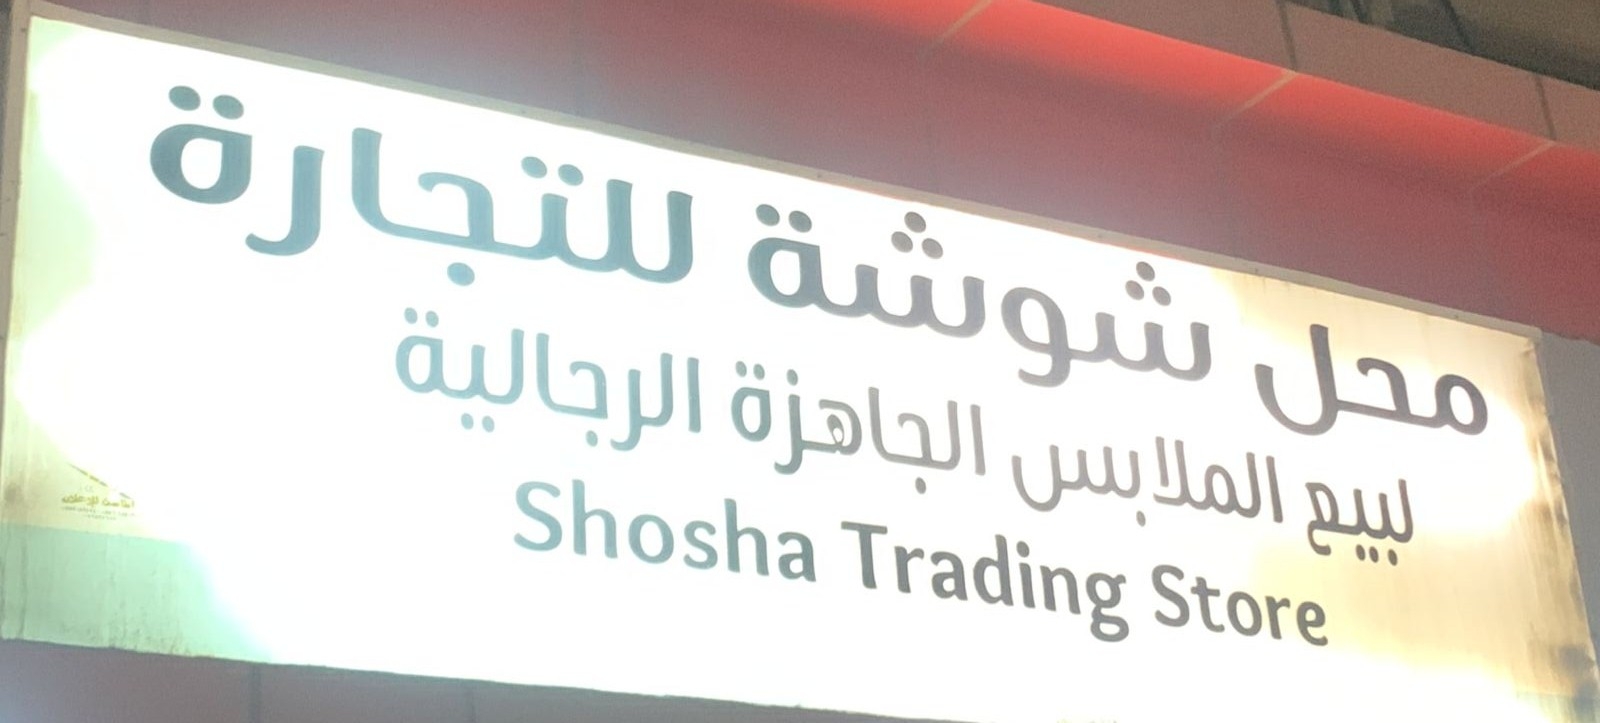 محل شوشة للتجارة
لبيع الملابس الجاهزة الرجالية
Shosha Trading Store